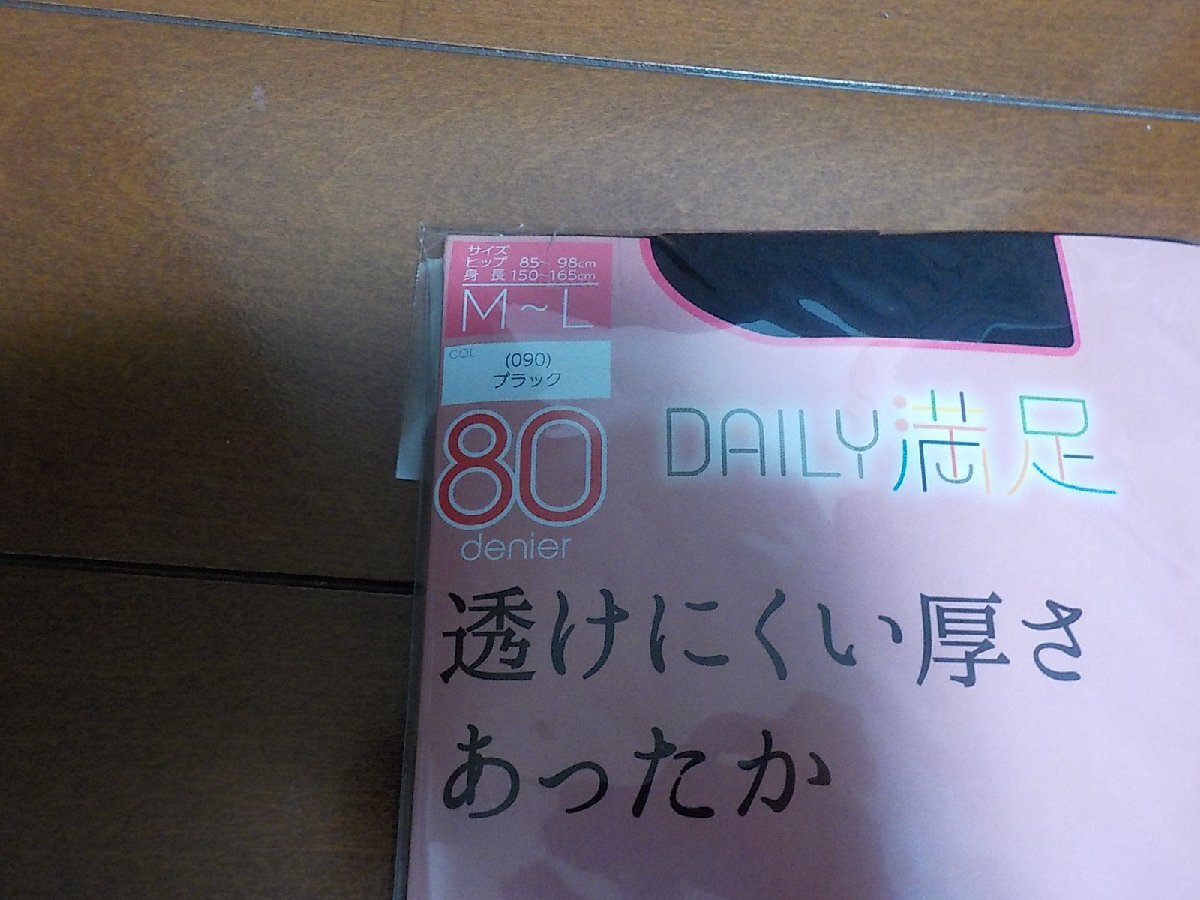 サイズ
ヒップ 85~ 98cm
身 長 150~165cm
M~L
COL
(090)
ブラック
80
denier
DAILY満足
透けにくい厚さ
あったか